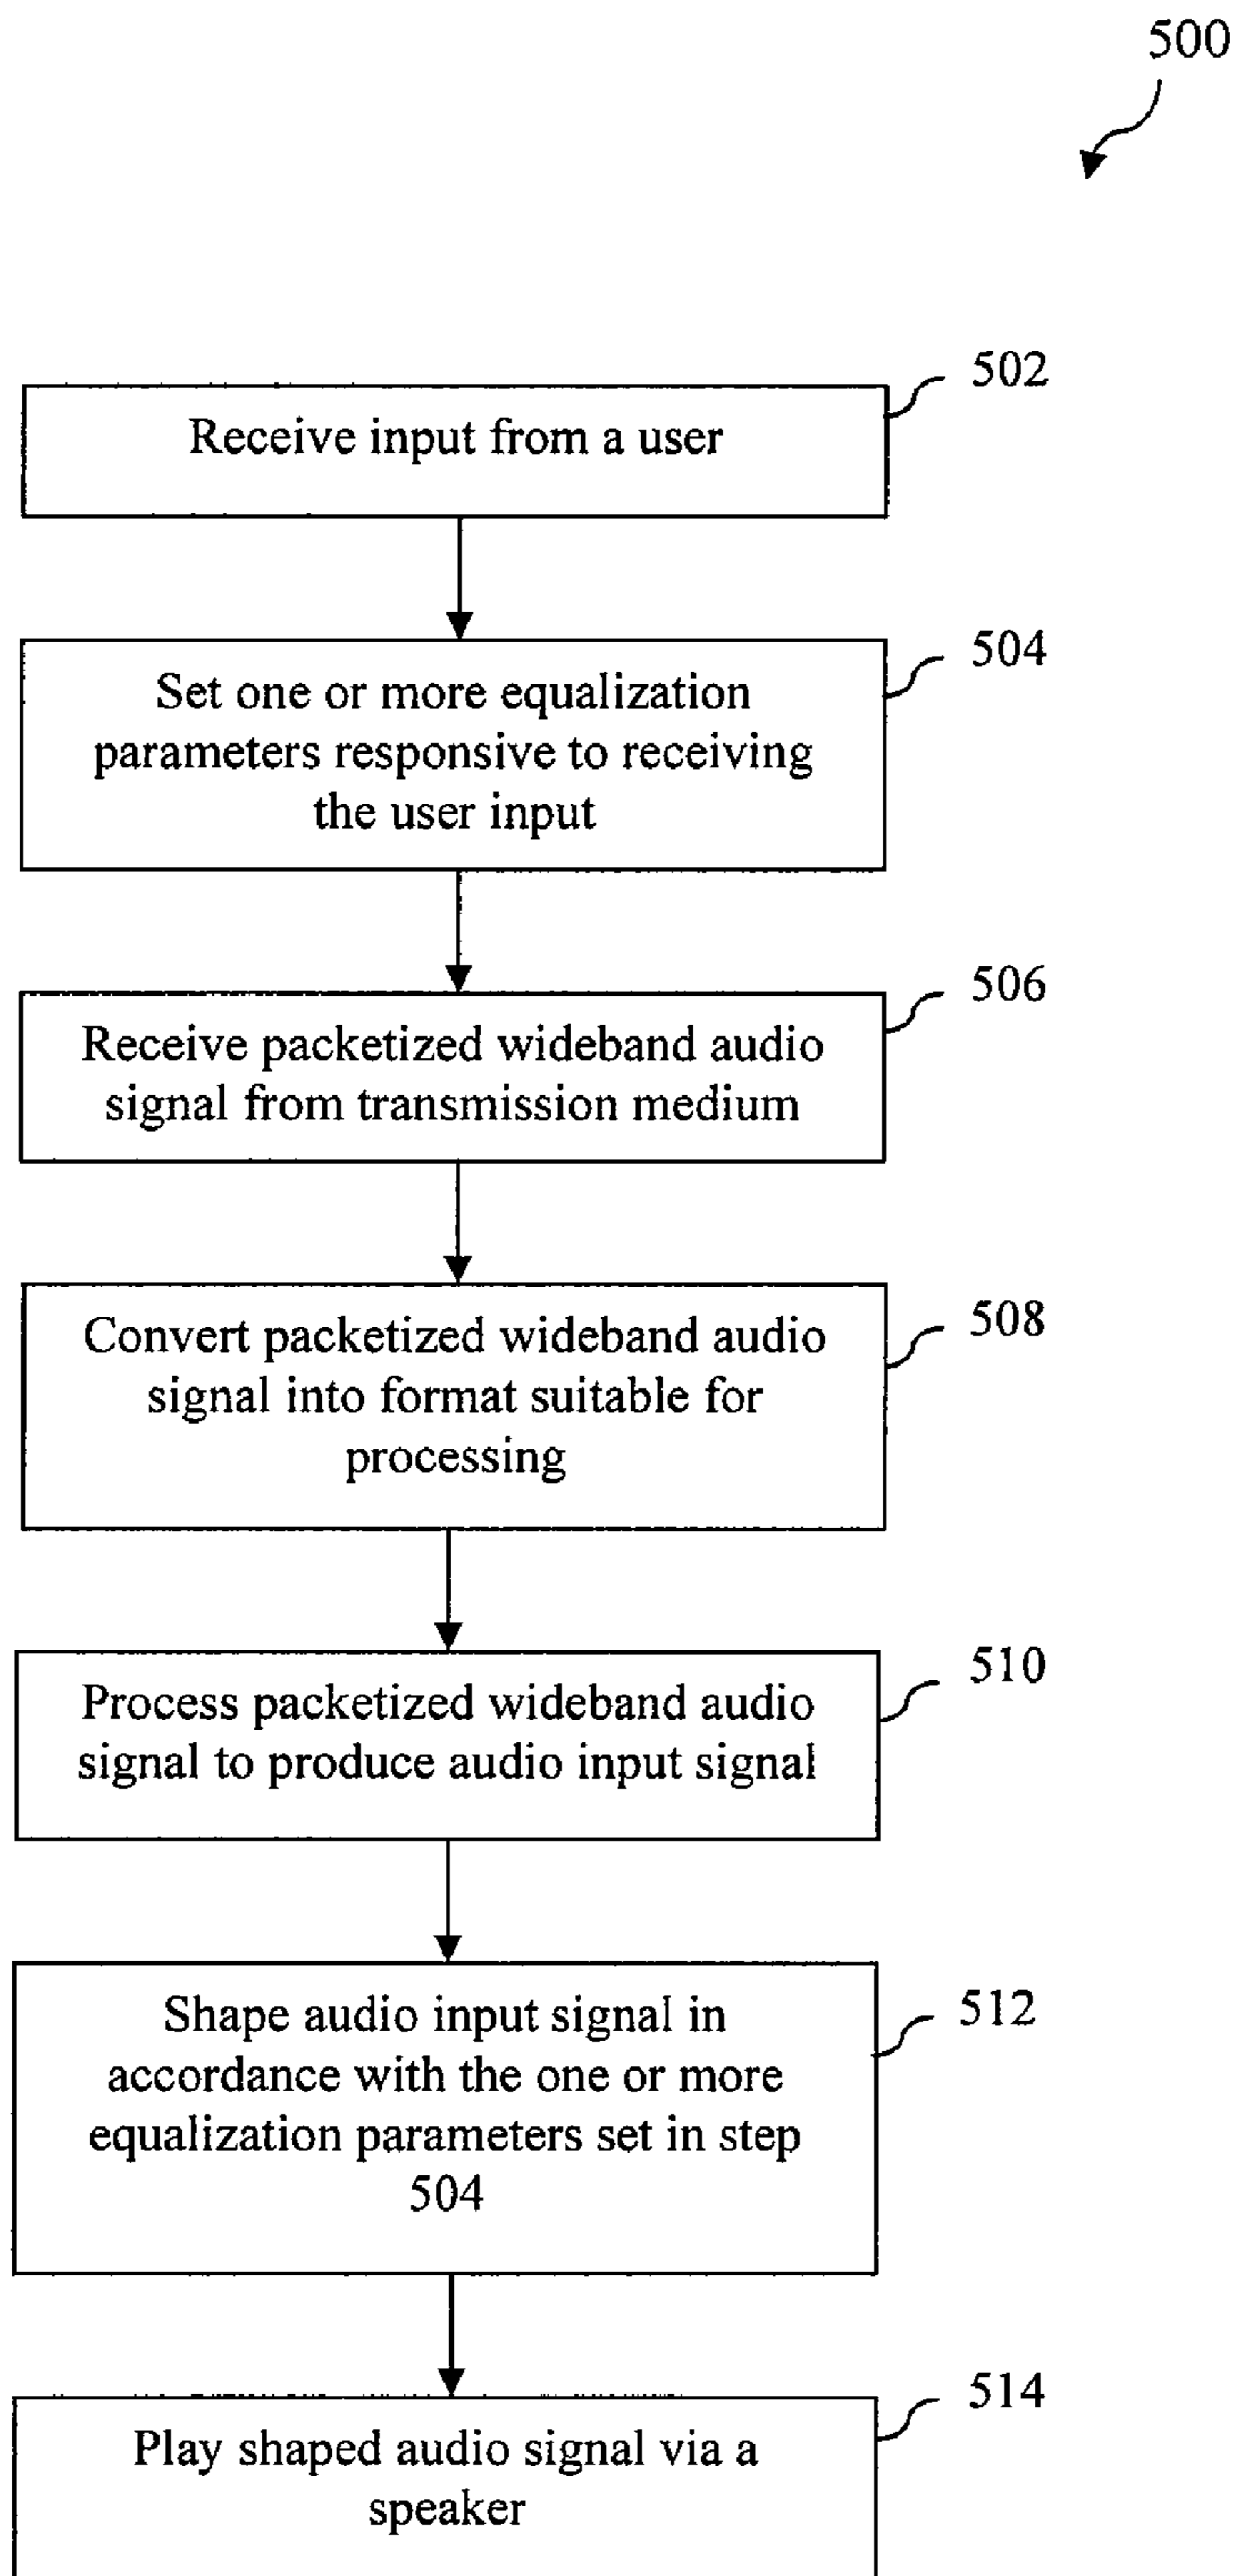 500
502
Receive input from a user
504
Set one or more equalization
parameters responsive to receiving
the user input
506
Receive packetized wideband audio
signal from transmission medium
508
Convert packetized wideband audio
signal into format suitable for
processing
510
Process packetized wideband audio
signal to produce audio input signal
512
Shape audio input signal in
accordance with the one or more
equalization parameters set in step
504
514
Play shaped audio signal via a
speaker